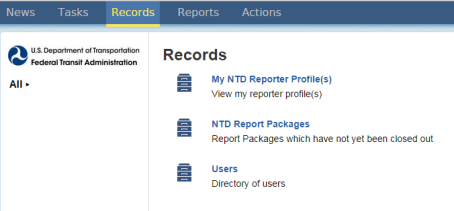 News Tasks Records Reports Actions
U.S. Department of Transportation
Federal Transit Administration
All ▸
Records
My NTD Reporter Profile(s)
View my reporter profile(s)
NTD Report Packages
Report Packages which have not yet been closed out
Users
Directory of users